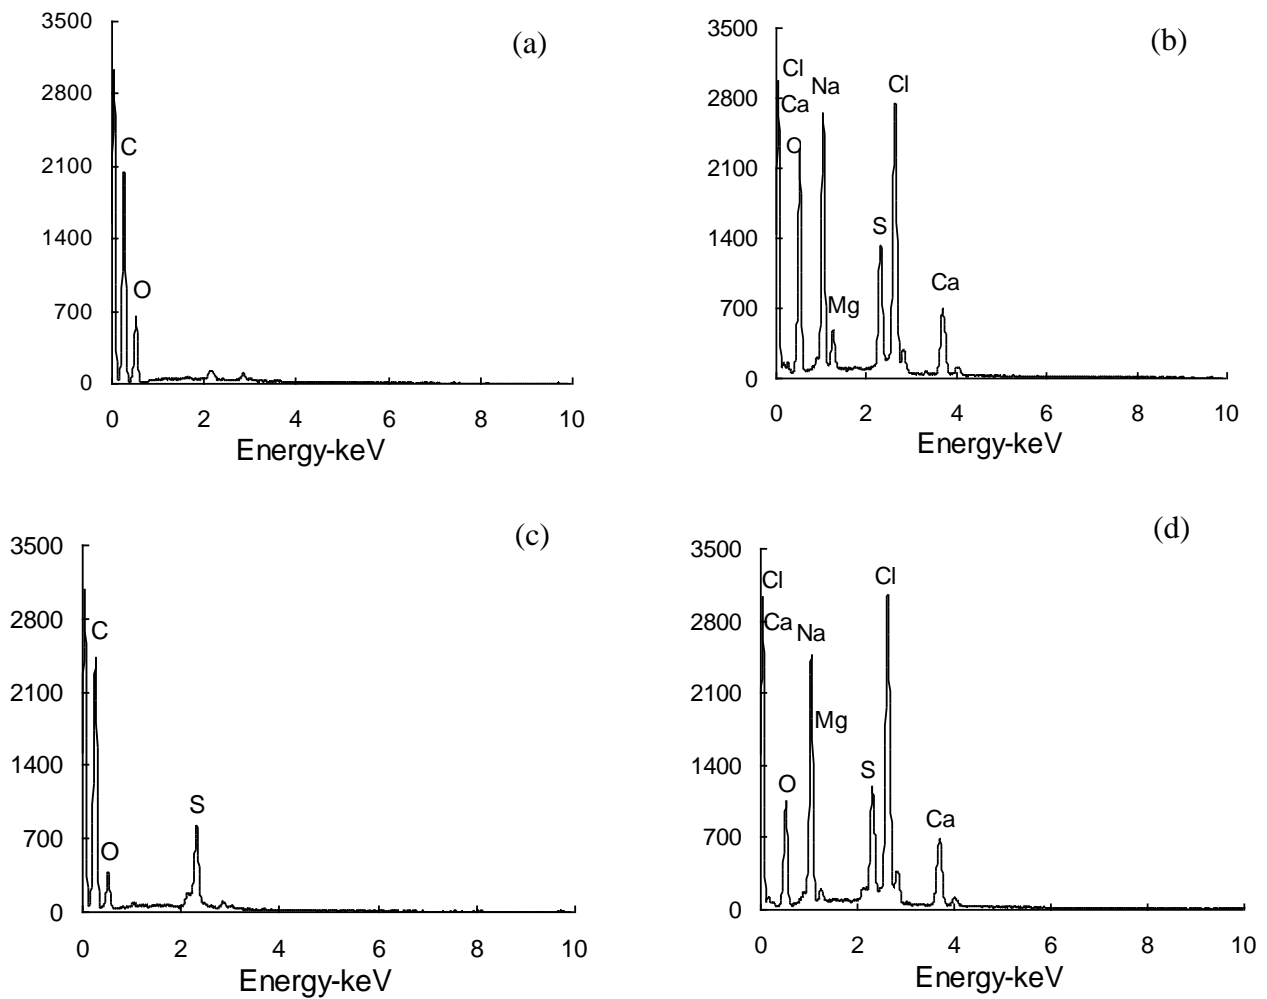 (a)
3500
2800
2100
1400
700
0
C
O
0 2 4 6 8 10
Energy-keV
(b)
3500
2800
2100
1400
700
0
Cl
Ca
O
Na
Mg
S
Cl
Ca
0 2 4 6 8 10
Energy-keV
(c)
3500
2800
2100
1400
700
0
C
O
S
0 2 4 6 8 10
Energy-keV
(d)
3500
2800
2100
1400
700
0
Cl
Ca
O
Na
Mg
S
Cl
Ca
0 2 4 6 8 10
Energy-keV